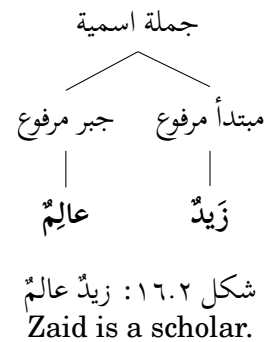 جملة اسمية
مبتدأ مرفوع جبر مرفوع
زَيدٌ عالِمٌ
شكل ١٦.٢: زيدٌ عالمٌ
Zaid is a scholar.